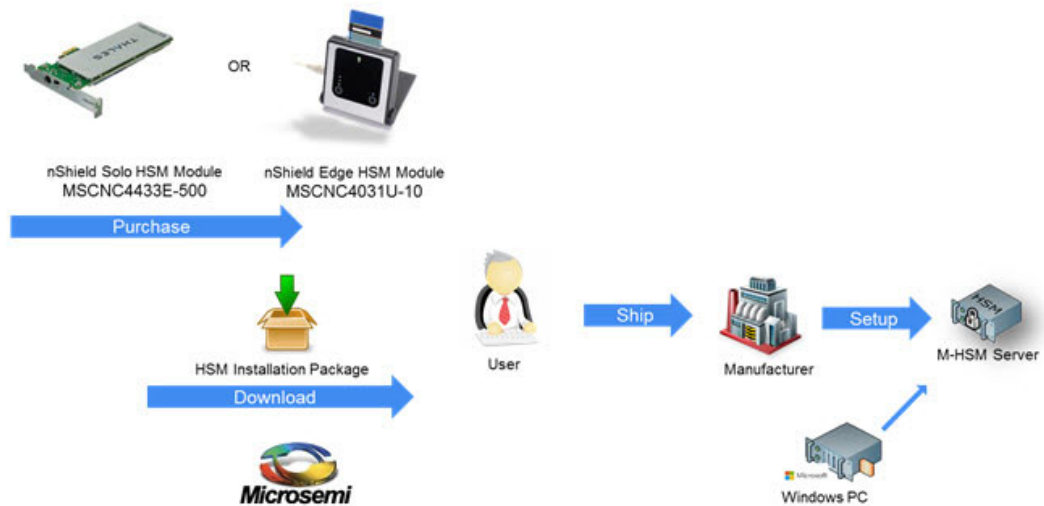 THALES
OR
nShield Solo HSM Module
MSCNC4433E-500
nShield Edge HSM Module
MSCNC4031U-10
Purchase
HSM Installation Package
Download
Microsemi
User
Ship
Manufacturer
Setup
HSM
M-HSM Server
Microsoft
Windows PC